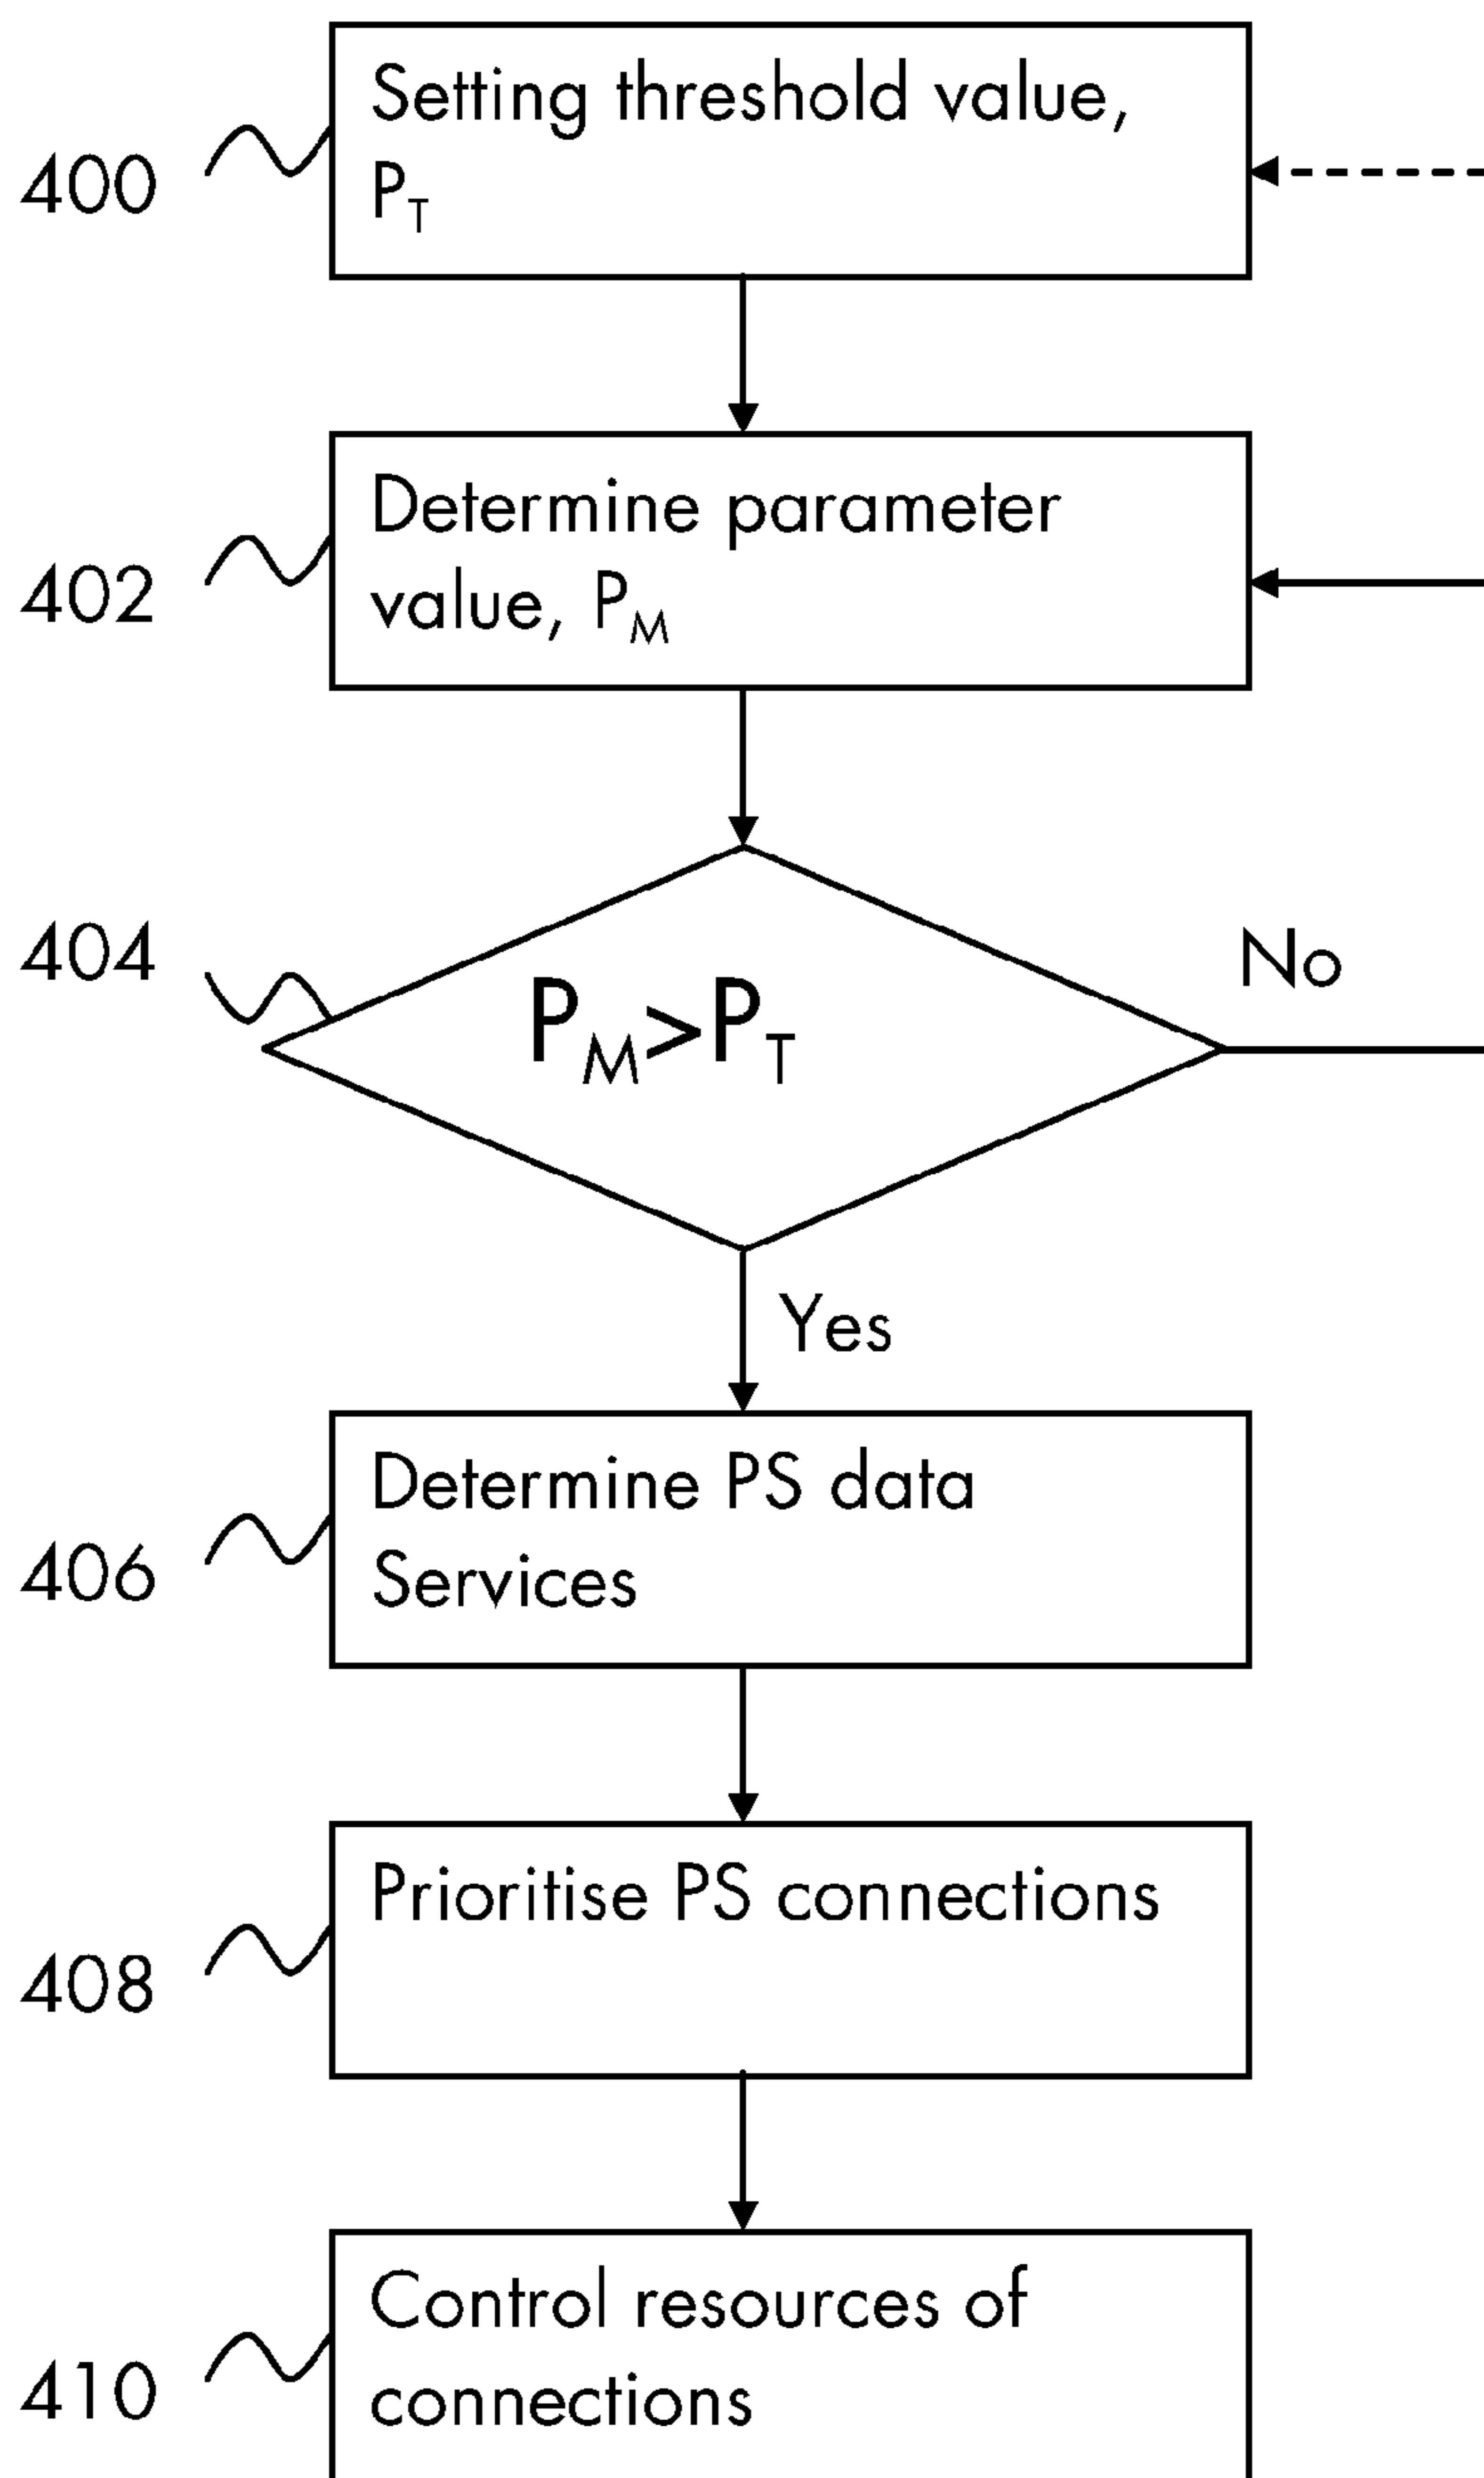 Setting threshold value,
P_T
400
Determine parameter
value, P_M
402
404
P_M>P_T
No
Yes
Determine PS data
Services
406
Prioritise PS connections
408
Control resources of
connections
410